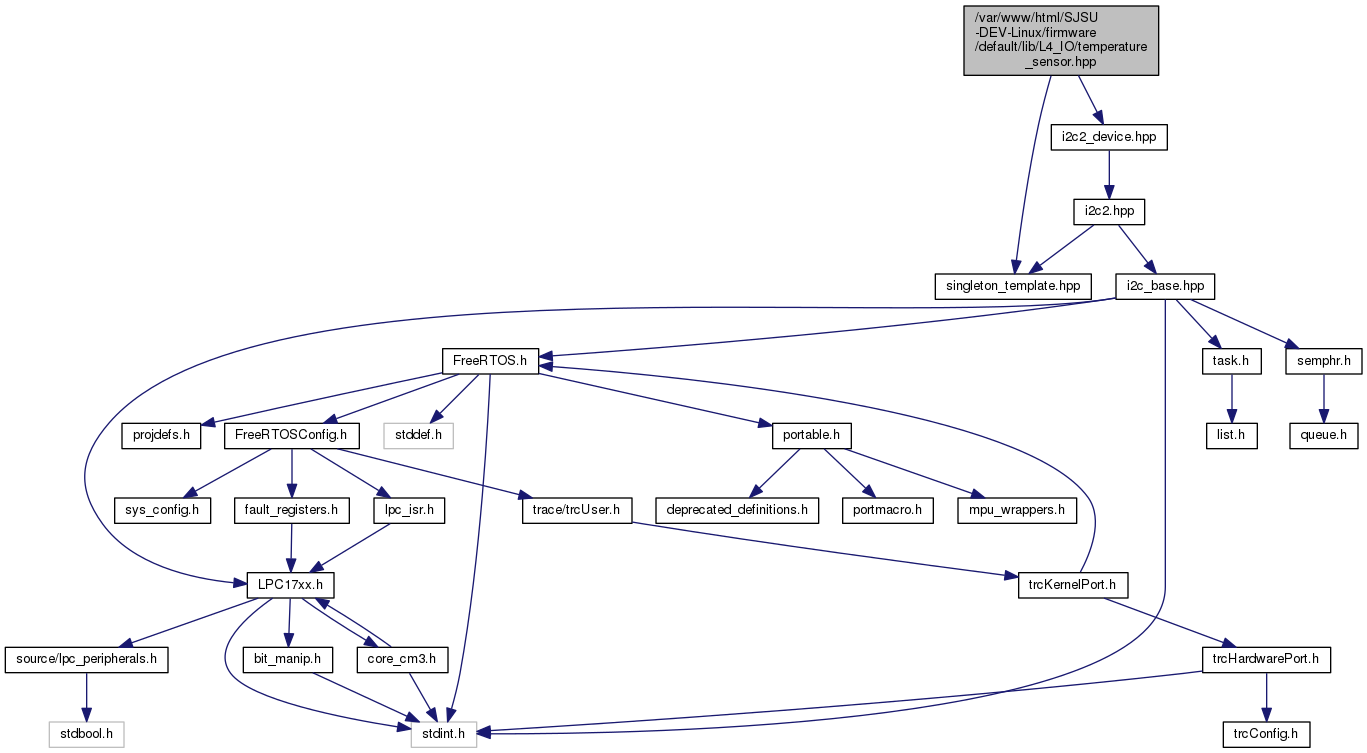 /var/www/html/SJSU
-DEV-Linux/firmware
/default/lib/L4_IO/temperature
_sensor.hpp
i2c2_device.hpp
i2c2.hpp
singleton_template.hpp
i2c_base.hpp
FreeRTOS.h
task.h
semphr.h
projdefs.h
FreeRTOSConfig.h
stddef.h
portable.h
list.h
queue.h
sys_config.h
fault_registers.h
lpc_isr.h
trace/trcUser.h
deprecated_definitions.h
portmacro.h
mpu_wrappers.h
LPC17xx.h
trcKernelPort.h
source/lpc_peripherals.h
bit_manip.h
core_cm3.h
trcHardwarePort.h
stdbool.h
stdint.h
trcConfig.h